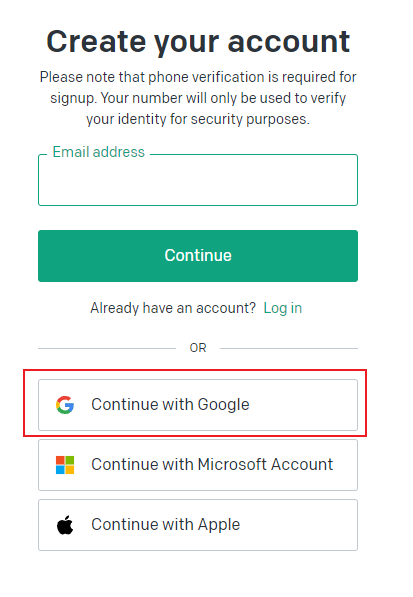 Create your account
Please note that phone verification is required for
signup. Your number will only be used to verify
your identity for security purposes.
Email address
Continue
Already have an account? Log in
OR
Continue with Google
Continue with Microsoft Account
Continue with Apple